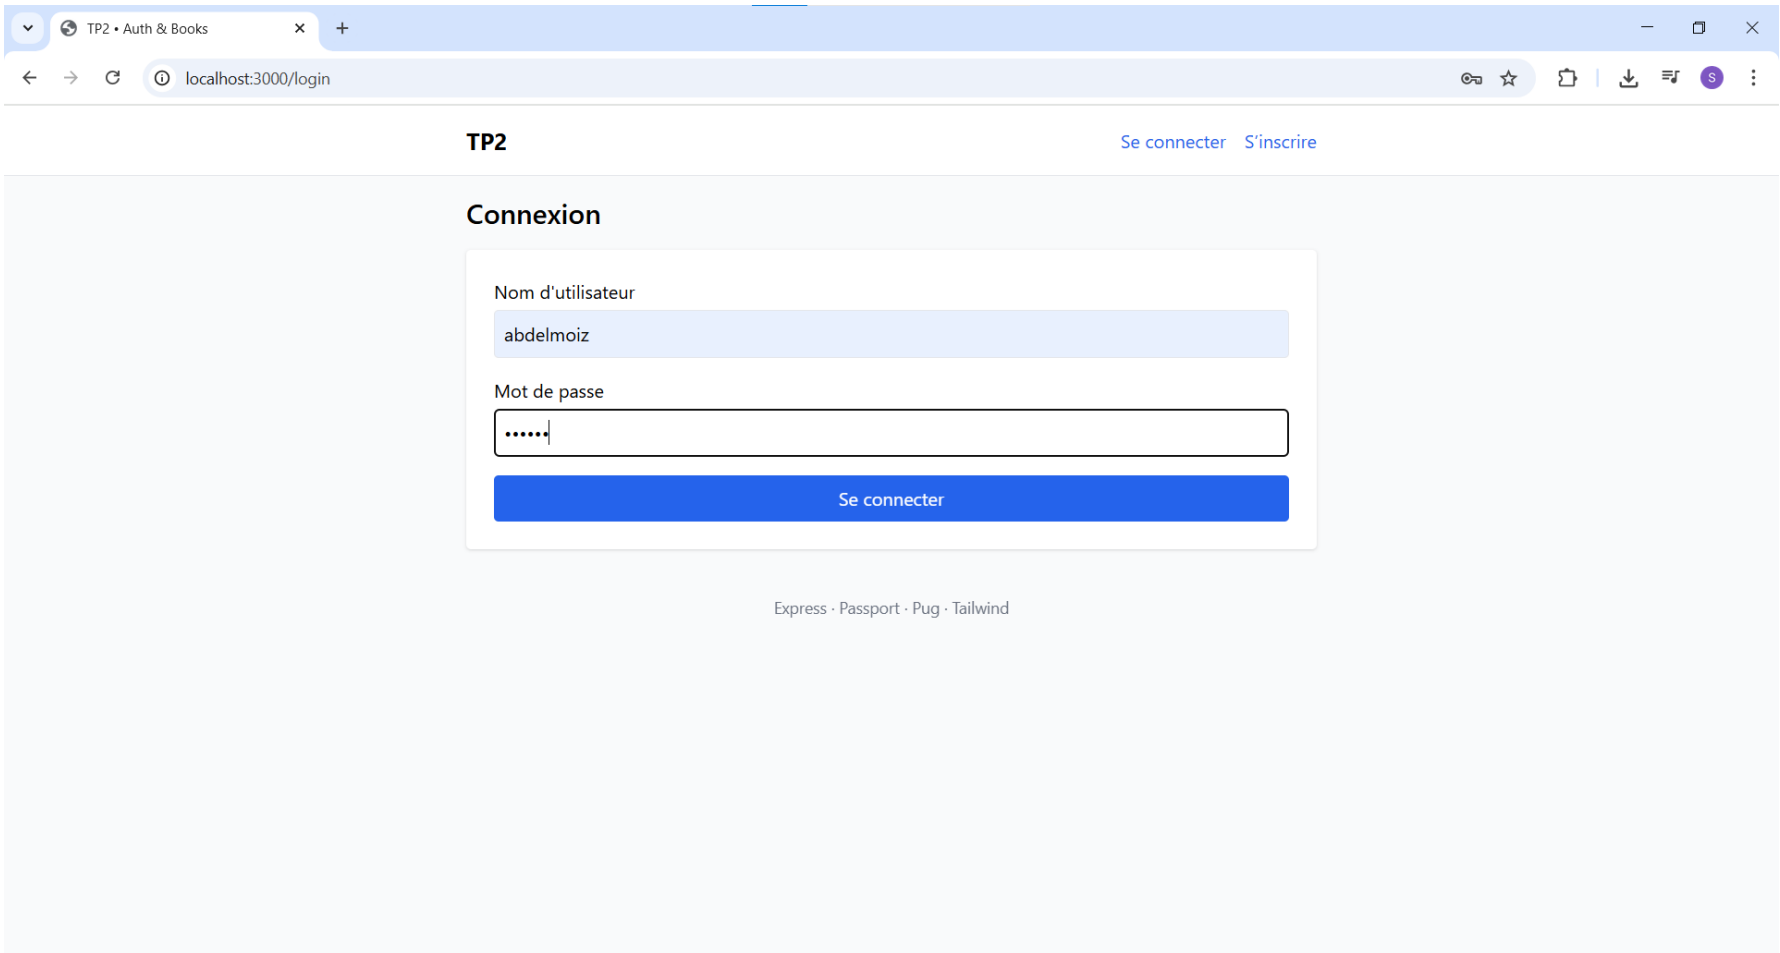 TP2 • Auth & Books
localhost:3000/login
S
TP2
Se connecter S'inscrire
Connexion
Nom d'utilisateur
abdelmoiz
Mot de passe
••••••
Se connecter
Express · Passport · Pug · Tailwind